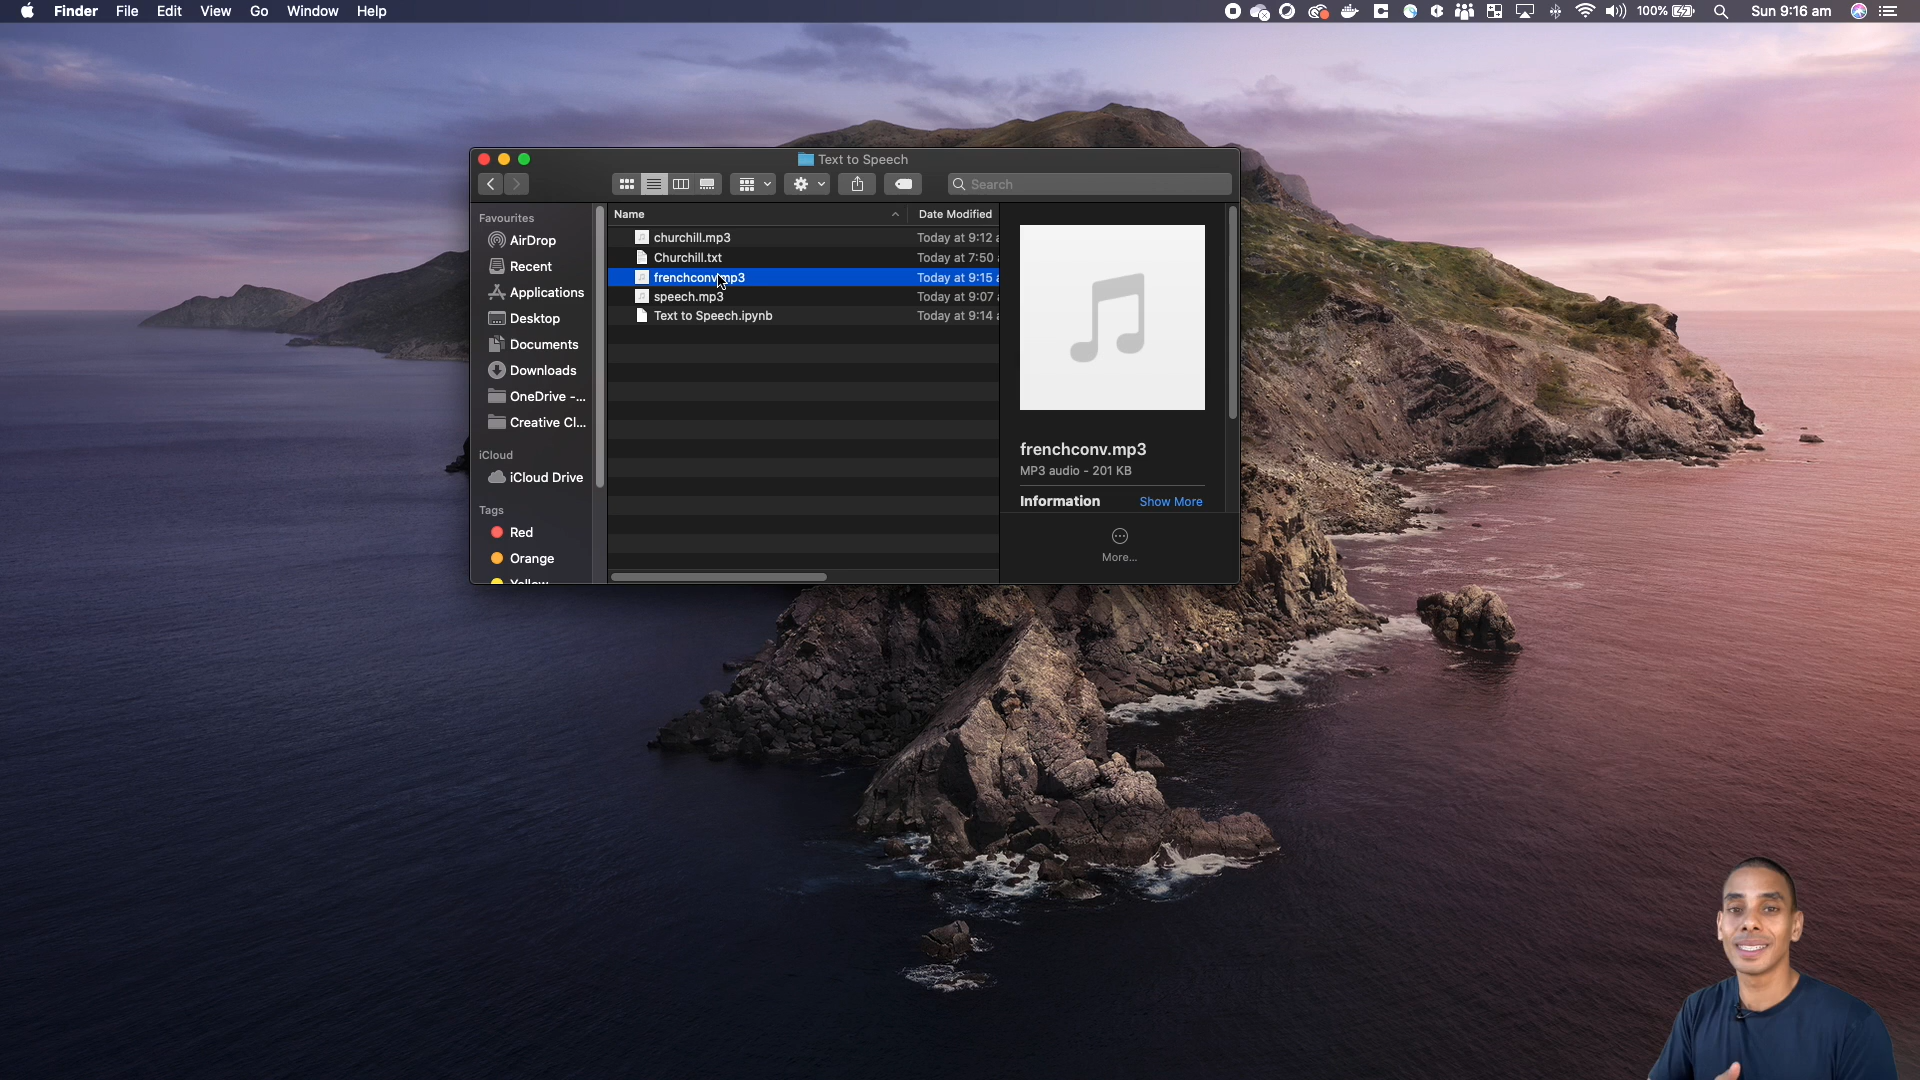 Finder File Edit View Go Window Help
100% Sun 9:16 am
Text to Speech
Search
Favourites
AirDrop
Recent
Applications
Desktop
Documents
Downloads
OneDrive -...
Creative Cl...
iCloud
iCloud Drive
Tags
Red
Orange
Yellow
Name Date Modified
churchill.mp3 Today at 9:12
Churchill.txt Today at 7:50
frenchconv.mp3 Today at 9:15
speech.mp3 Today at 9:07
Text to Speech.ipynb Today at 9:14
frenchconv.mp3
MP3 audio - 201 KB
Information Show More
More...